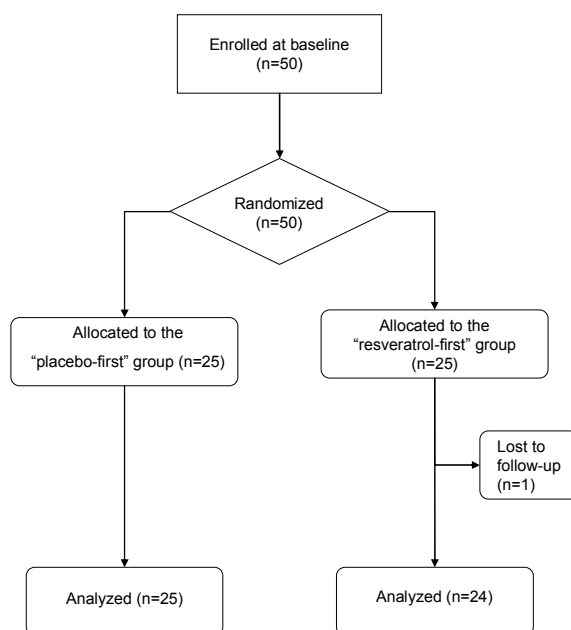 Enrolled at baseline
(n=50)
Randomized
(n=50)
Allocated to the
“placebo-first” group (n=25)
Allocated to the
“resveratrol-first” group
(n=25)
Lost to
follow-up
(n=1)
Analyzed (n=25)
Analyzed (n=24)